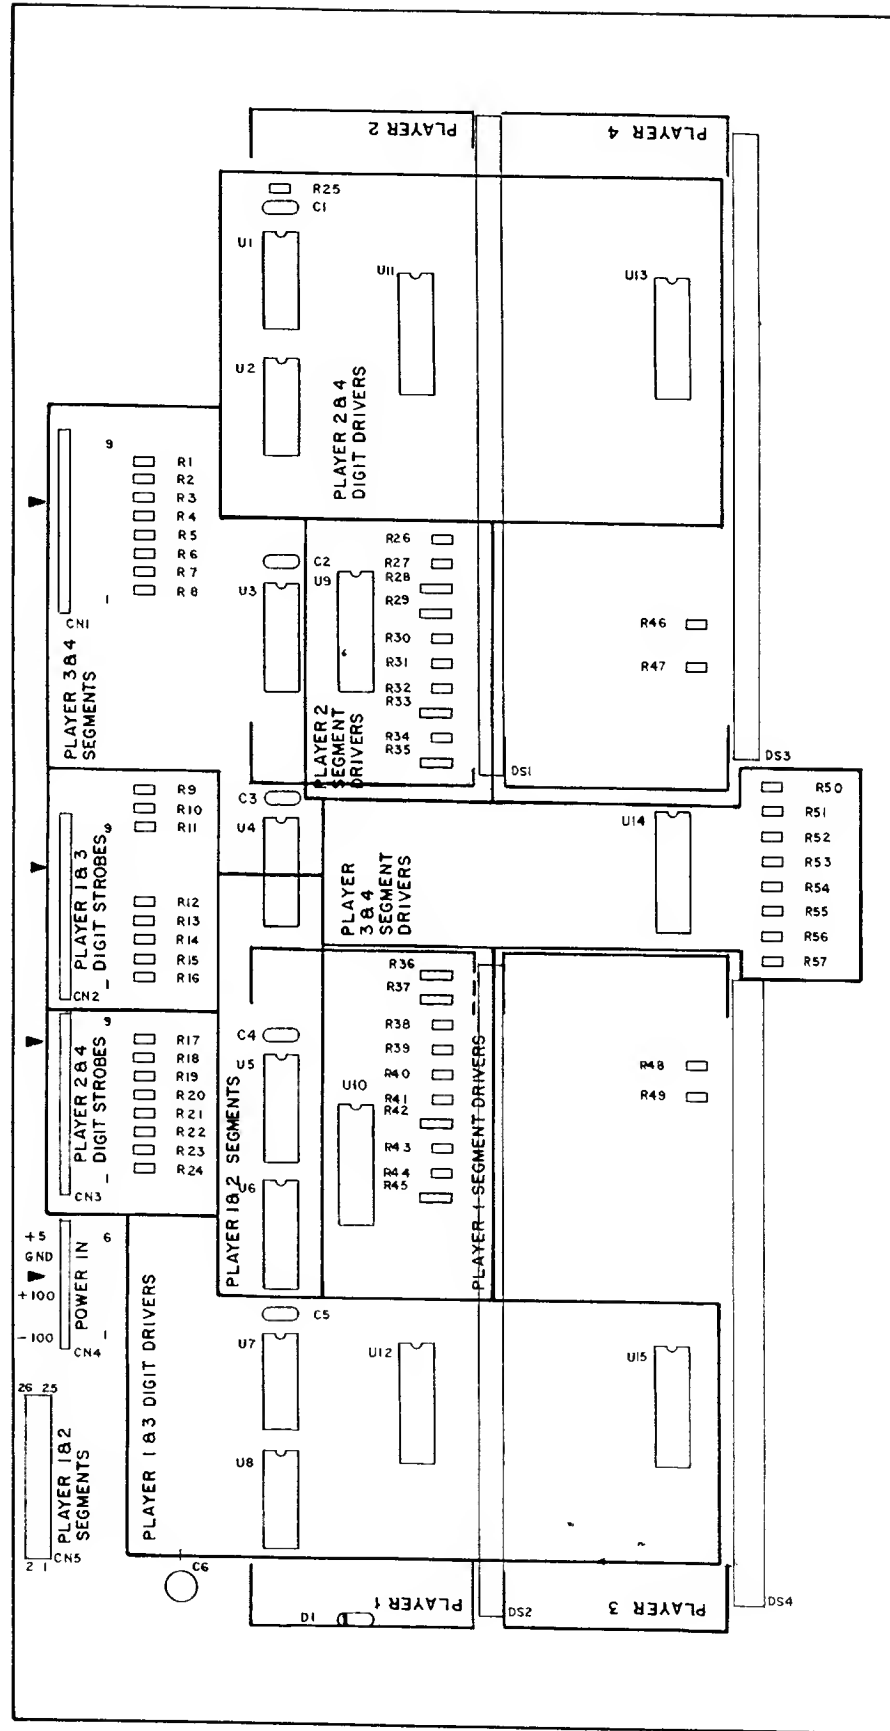 PLAYER 2
PLAYER 4
R25
C1
U1
U11
U13
U2
PLAYER 2 & 4
DIGIT DRIVERS
9
R1
R2
R3
R4
R5
R6
R7
R8
1
CN1
PLAYER 3 & 4
SEGMENTS
C2
U9
U3
R26
R27
R28
R29
R30
R31
R32
R33
R34
R35
PLAYER 2
SEGMENT
DRIVERS
R46
R47
DS1
DS3
R9
R10
R11
9
R12
R13
R14
R15
R16
1
CN2
PLAYER 1 & 3
DIGIT STROBES
C3
U4
PLAYER
3 & 4
SEGMENT
DRIVERS
U14
R50
R51
R52
R53
R54
R55
R56
R57
9
R17
R18
R19
R20
R21
R22
R23
R24
1
CN3
PLAYER 2 & 4
DIGIT STROBES
C4
U5
U6
PLAYER 1 & 2 SEGMENTS
U10
R36
R37
R38
R39
R40
R41
R42
R43
R44
R45
PLAYER 1 SEGMENT DRIVERS
R48
R49
+5
GND
+100
-100
6
1
POWER IN
CN4
PLAYER 1 & 3 DIGIT DRIVERS
C5
U7
U12
U15
U8
26 25
2 1
CN5
PLAYER 1 & 2
SEGMENTS
C6
D1
PLAYER 1
DS2
PLAYER 3
DS4